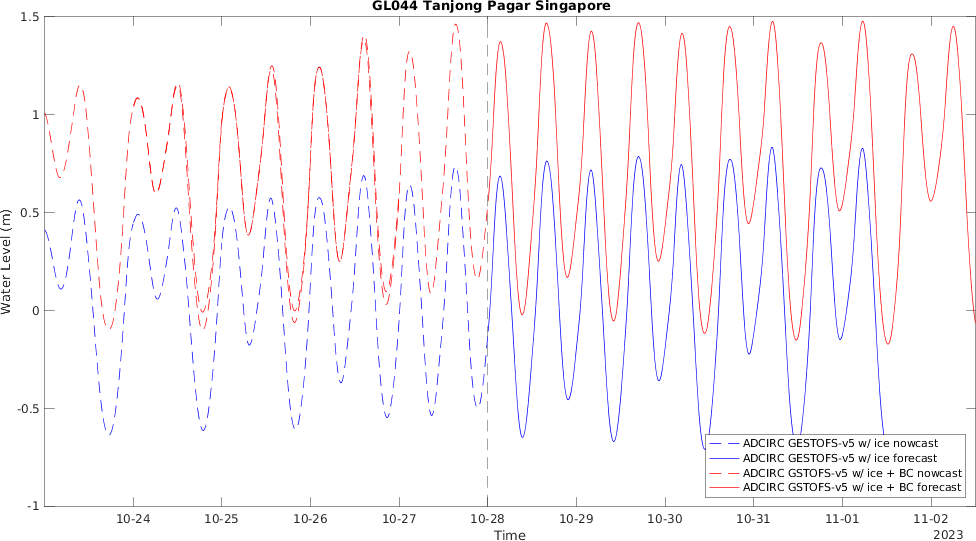 GL044 Tanjong Pagar Singapore
1.5
1
0.5
0
-0.5
-1
Water Level (m)
10-24
10-25
10-26
10-27
10-28
10-29
10-30
10-31
11-01
11-02
Time
2023
ADCIRC GESTOFS-v5 w/ ice nowcast
ADCIRC GESTOFS-v5 w/ ice forecast
ADCIRC GSTOFS-v5 w/ ice + BC nowcast
ADCIRC GSTOFS-v5 w/ ice + BC forecast